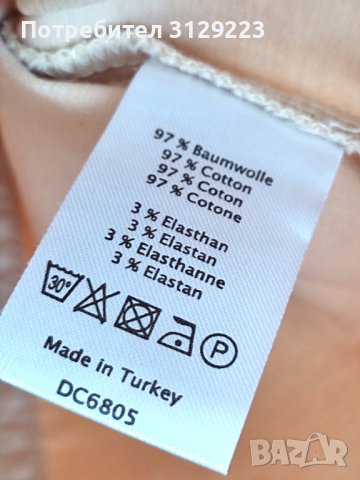 Потребител 3129223
97 % Baumwolle
97 % Cotton
97 % Coton
97 % Cotone
3 % Elasthan
3 % Elastan
3 % Elasthanne
3 % Elastan
30° P
Made in Turkey
DC6805
BAZAR